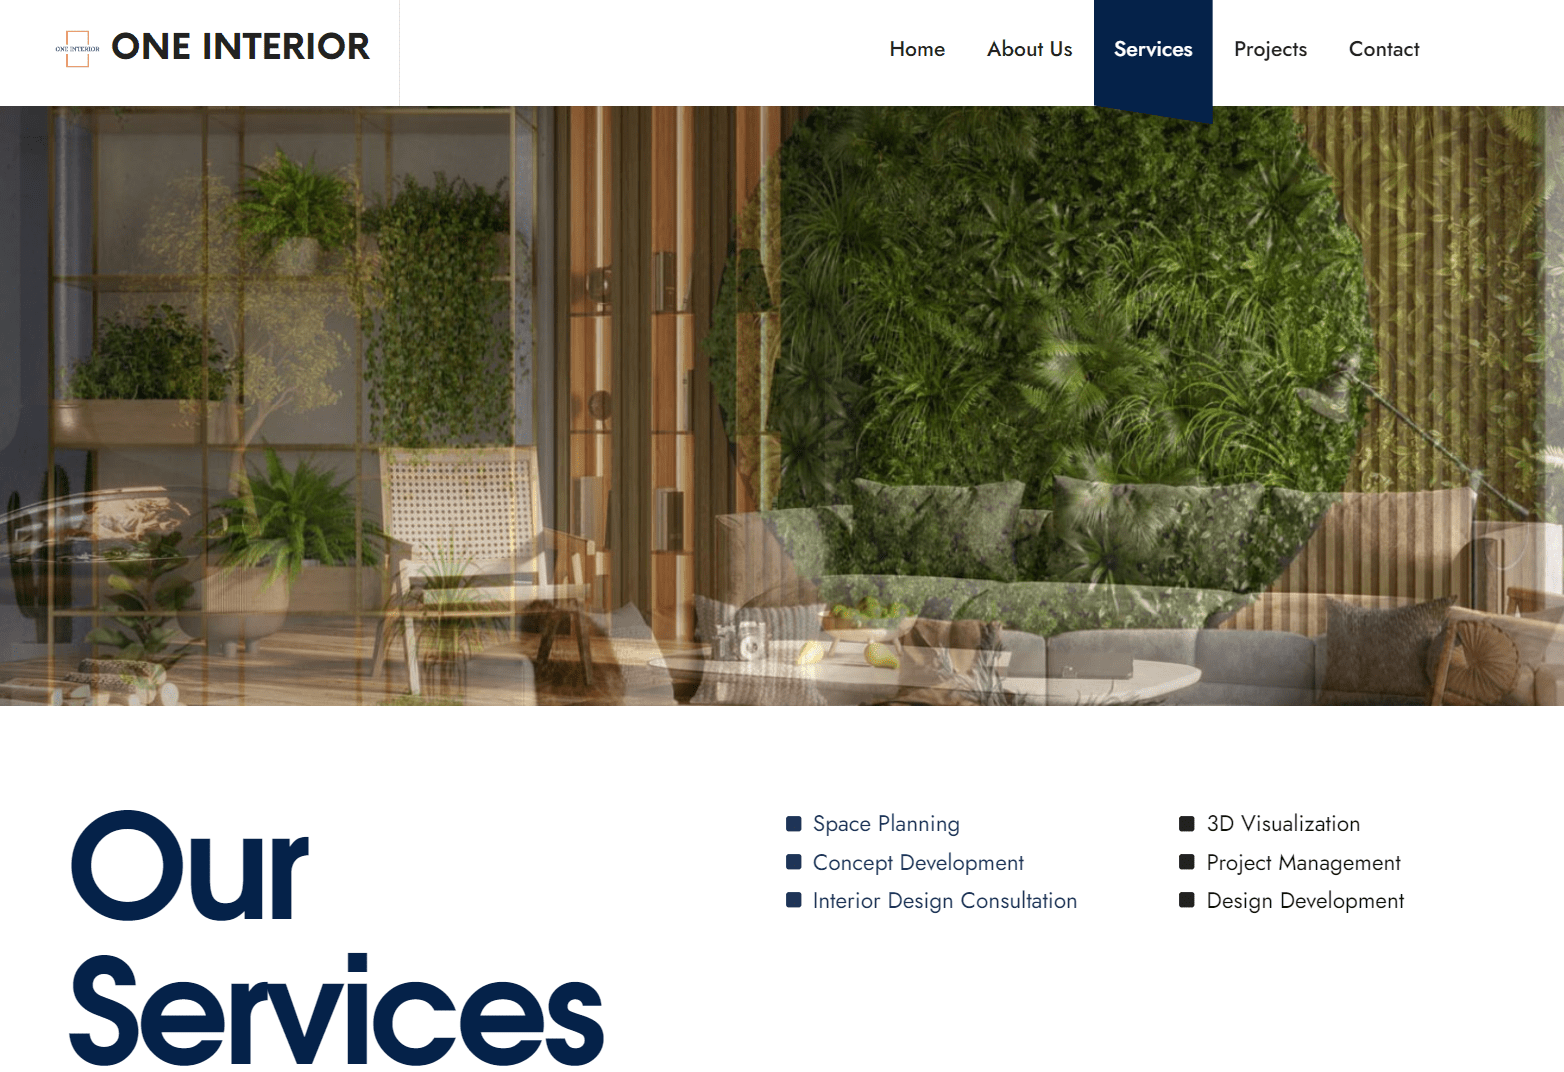 ONE INTERIOR
ONE INTERIOR
Home About Us Services Projects Contact
Our
Services
Space Planning
Concept Development
Interior Design Consultation
3D Visualization
Project Management
Design Development